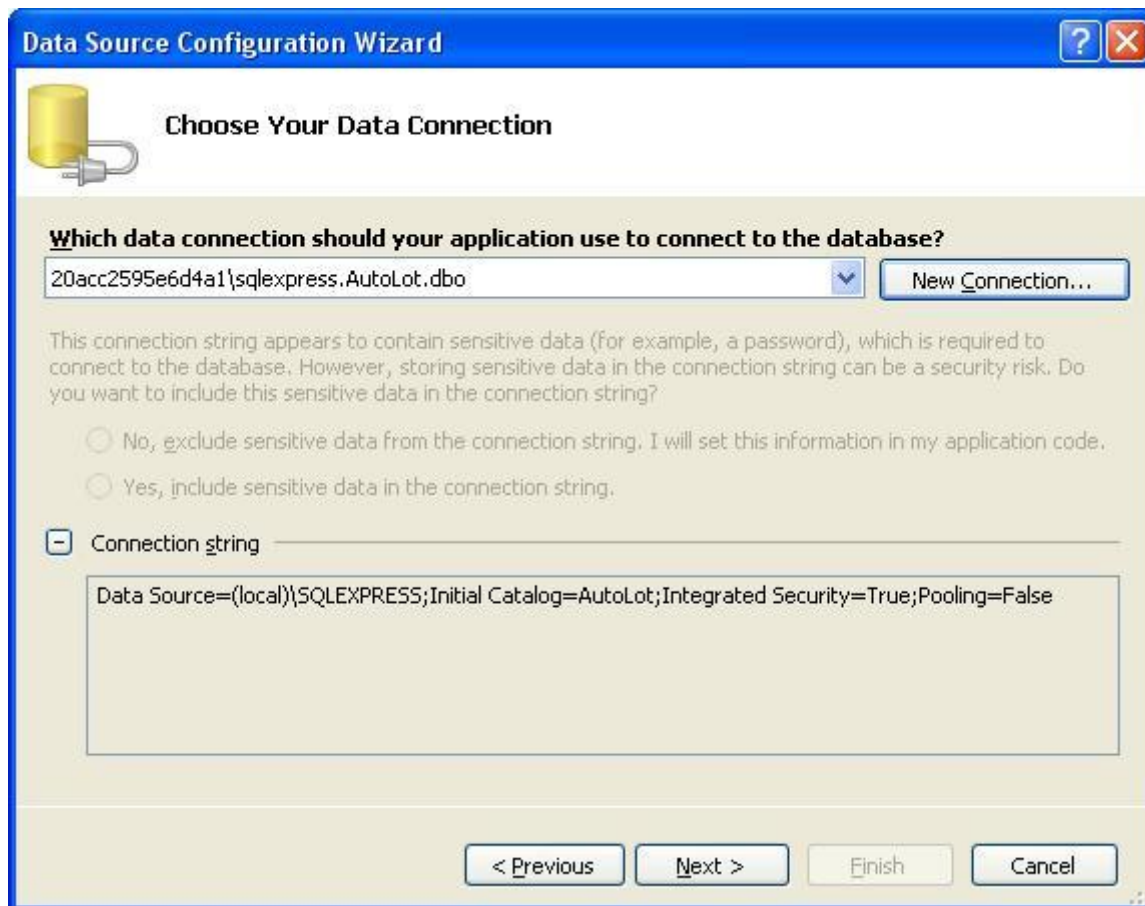 Data Source Configuration Wizard
Choose Your Data Connection
Which data connection should your application use to connect to the database?
20acc2595e6d4a1\sqlexpress.AutoLot.dbo
New Connection...
This connection string appears to contain sensitive data (for example, a password), which is required to
connect to the database. However, storing sensitive data in the connection string can be a security risk. Do
you want to include this sensitive data in the connection string?
No, exclude sensitive data from the connection string. I will set this information in my application code.
Yes, include sensitive data in the connection string.
Connection string
Data Source=(local)\SQLEXPRESS;Initial Catalog=AutoLot;Integrated Security=True;Pooling=False
< Previous
Next >
Finish
Cancel